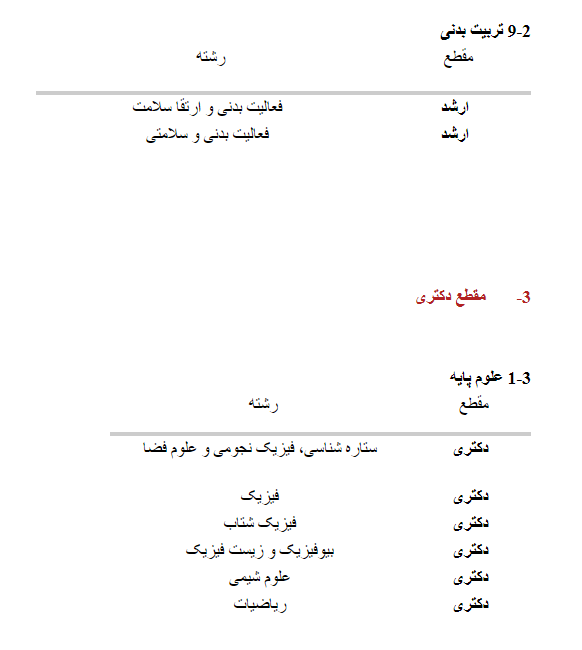 9-2 تربیت بدنی
مقطع رشته
ارشد فعالیت بدنی و ارتقا سلامت
ارشد فعالیت بدنی و سلامتی
3- مقطع دکتری
1-3 علوم پایه
مقطع رشته
دکتری ستاره شناسی، فیزیک نجومی و علوم فضا
دکتری فیزیک
دکتری فیزیک شتاب
دکتری بیوفیزیک و زیست فیزیک
دکتری علوم شیمی
دکتری ریاضیات